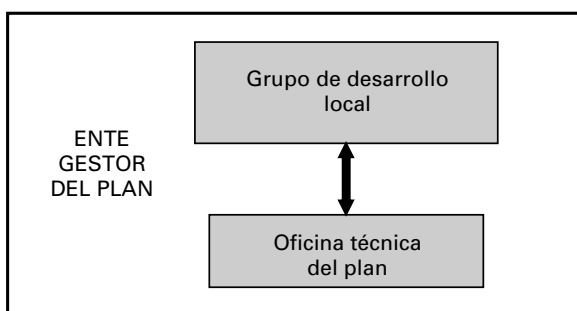 Grupo de desarrollo
local
ENTE
GESTOR
DEL PLAN
Oficina técnica
del plan